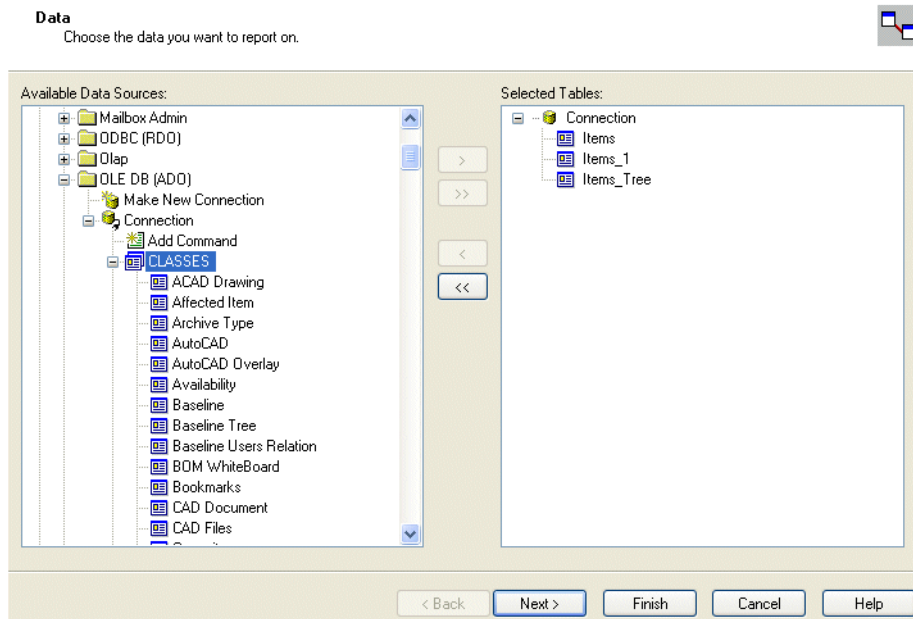 Data
Choose the data you want to report on.
Available Data Sources:
Mailbox Admin
ODBC (RDO)
Olap
OLE DB (ADO)
Make New Connection
Connection
Add Command
CLASSES
ACAD Drawing
Affected Item
Archive Type
AutoCAD
AutoCAD Overlay
Availability
Baseline
Baseline Tree
Baseline Users Relation
BOM WhiteBoard
Bookmarks
CAD Document
CAD Files
>
>>
<
<<
Selected Tables:
Connection
Items
Items_1
Items_Tree
< Back
Next >
Finish
Cancel
Help